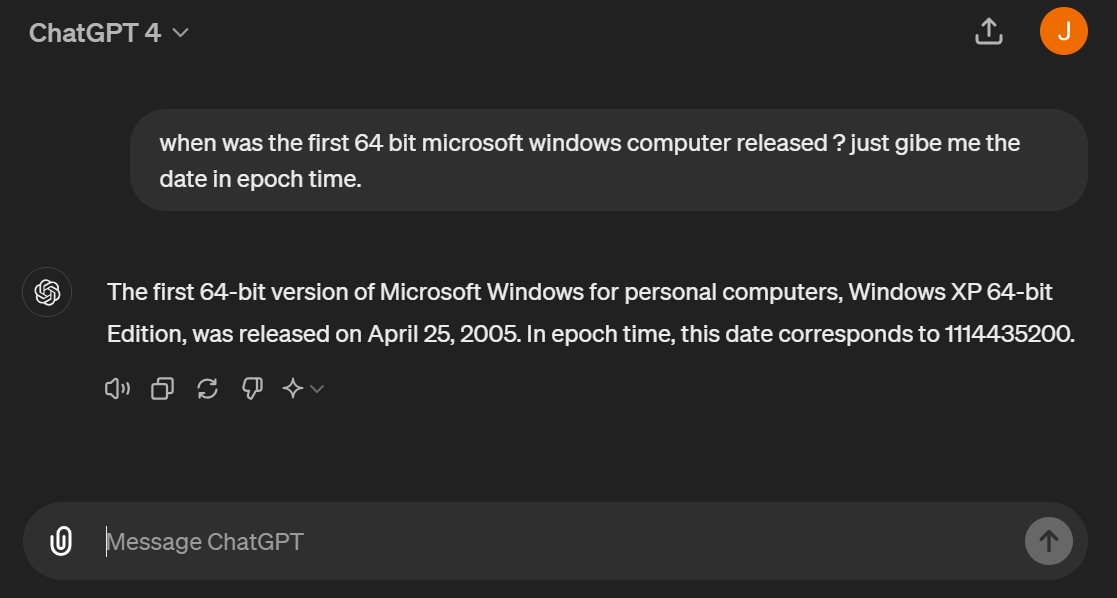 ChatGPT 4
J
when was the first 64 bit microsoft windows computer released ? just gibe me the
date in epoch time.
The first 64-bit version of Microsoft Windows for personal computers, Windows XP 64-bit
Edition, was released on April 25, 2005. In epoch time, this date corresponds to 1114435200.
Message ChatGPT